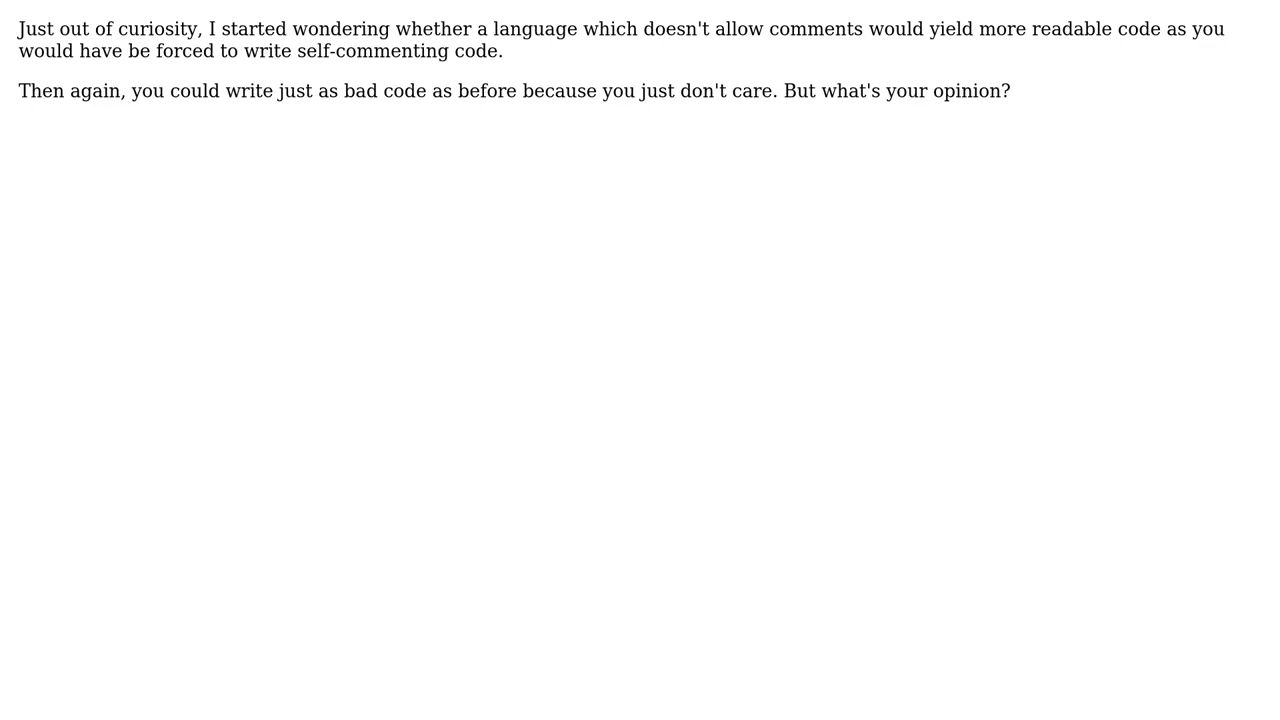 Just out of curiosity, I started wondering whether a language which doesn't allow comments would yield more readable code as you
would have be forced to write self-commenting code.
Then again, you could write just as bad code as before because you just don't care. But what's your opinion?